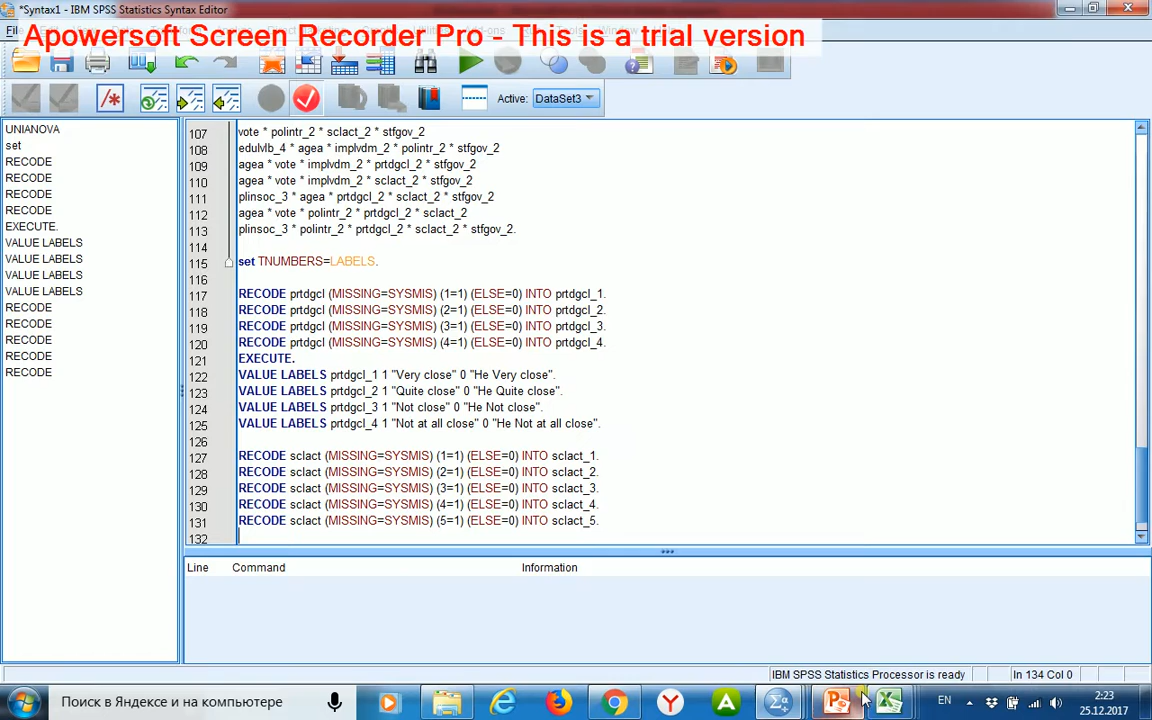 *Syntax1 - IBM SPSS Statistics Syntax Editor
Apowersoft Screen Recorder Pro - This is a trial version
Active: DataSet3
UNIANOVA
set
RECODE
RECODE
RECODE
RECODE
EXECUTE.
VALUE LABELS
VALUE LABELS
VALUE LABELS
VALUE LABELS
RECODE
RECODE
RECODE
RECODE
RECODE
107 vote * polintr_2 * sclact_2 * stfgov_2
108 edulvlb_4 * agea * implvdm_2 * polintr_2 * stfgov_2
109 agea * vote * implvdm_2 * prtdgcl_2 * stfgov_2
110 agea * vote * implvdm_2 * sclact_2 * stfgov_2
111 plinsoc_3 * agea * prtdgcl_2 * sclact_2 * stfgov_2
112 agea * vote * polintr_2 * prtdgcl_2 * sclact_2
113 plinsoc_3 * polintr_2 * prtdgcl_2 * sclact_2 * stfgov_2.
114
115 set TNUMBERS=LABELS.
116
117 RECODE prtdgcl (MISSING=SYSMIS) (1=1) (ELSE=0) INTO prtdgcl_1.
118 RECODE prtdgcl (MISSING=SYSMIS) (2=1) (ELSE=0) INTO prtdgcl_2.
119 RECODE prtdgcl (MISSING=SYSMIS) (3=1) (ELSE=0) INTO prtdgcl_3.
120 RECODE prtdgcl (MISSING=SYSMIS) (4=1) (ELSE=0) INTO prtdgcl_4.
121 EXECUTE.
122 VALUE LABELS prtdgcl_1 1 "Very close" 0 "Не Very close".
123 VALUE LABELS prtdgcl_2 1 "Quite close" 0 "Не Quite close".
124 VALUE LABELS prtdgcl_3 1 "Not close" 0 "Не Not close".
125 VALUE LABELS prtdgcl_4 1 "Not at all close" 0 "Не Not at all close".
126
127 RECODE sclact (MISSING=SYSMIS) (1=1) (ELSE=0) INTO sclact_1.
128 RECODE sclact (MISSING=SYSMIS) (2=1) (ELSE=0) INTO sclact_2.
129 RECODE sclact (MISSING=SYSMIS) (3=1) (ELSE=0) INTO sclact_3.
130 RECODE sclact (MISSING=SYSMIS) (4=1) (ELSE=0) INTO sclact_4.
131 RECODE sclact (MISSING=SYSMIS) (5=1) (ELSE=0) INTO sclact_5.
132
Line Command Information
IBM SPSS Statistics Processor is ready In 134 Col 0
Поиск в Яндексе и на компьютере
EN
2:23
25.12.2017